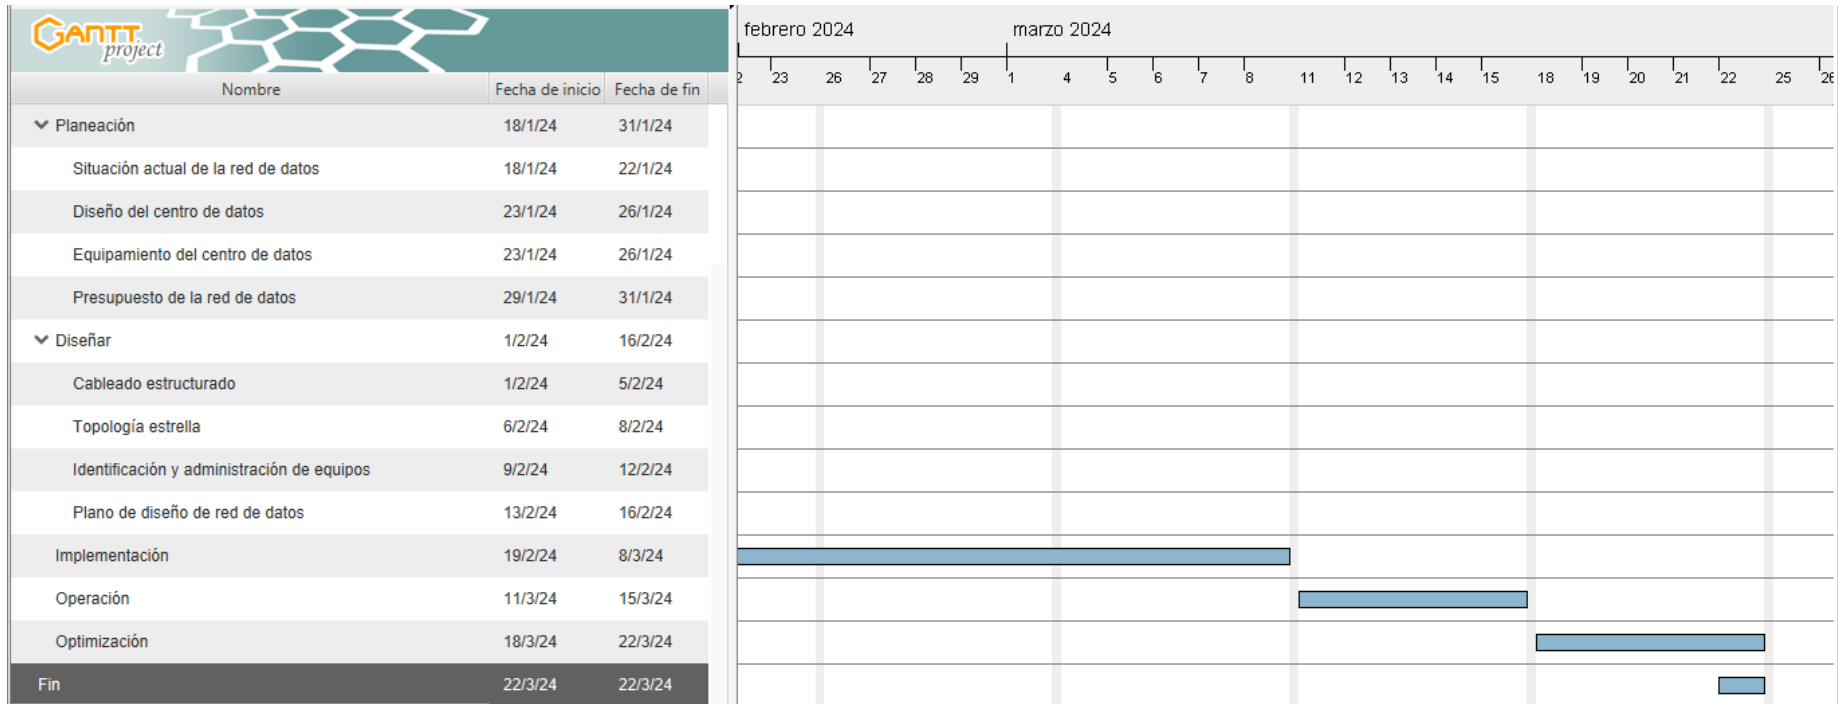 GANTT
project
febrero 2024 marzo 2024
2 23 26 27 28 29 1 4 5 6 7 8 11 12 13 14 15 18 19 20 21 22 25 26
Nombre Fecha de inicio Fecha de fin
Planeación 18/1/24 31/1/24
Situación actual de la red de datos 18/1/24 22/1/24
Diseño del centro de datos 23/1/24 26/1/24
Equipamiento del centro de datos 23/1/24 26/1/24
Presupuesto de la red de datos 29/1/24 31/1/24
Diseñar 1/2/24 16/2/24
Cableado estructurado 1/2/24 5/2/24
Topología estrella 6/2/24 8/2/24
Identificación y administración de equipos 9/2/24 12/2/24
Plano de diseño de red de datos 13/2/24 16/2/24
Implementación 19/2/24 8/3/24
Operación 11/3/24 15/3/24
Optimización 18/3/24 22/3/24
Fin 22/3/24 22/3/24